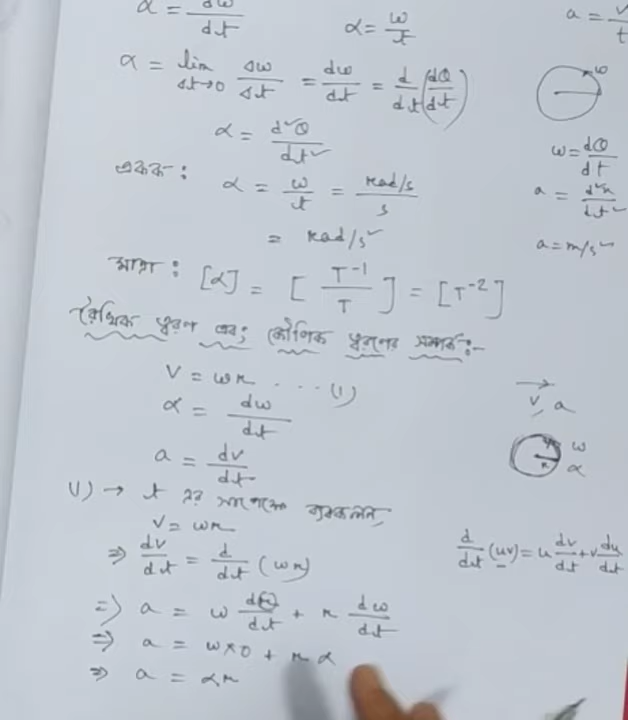 α = dω/dt    α = ω/t    a = v/t
α = lim Δt→0 Δω/Δt = dω/dt = d/dt (dθ/dt)    ω
α = d²θ/dt²    ω = dθ/dt
একক : α = ω/t = rad/s / s    a = d²x/dt²
= rad/s²    a = m/s²
মাত্রা : [α] = [T⁻¹/T] = [T⁻²]
রৈখিক ত্বরণ এবং কৌণিক ত্বরণের সম্পর্ক :-
v = ωr . . . . (1)
α = dω/dt    v, a
a = dv/dt    r ω α
(1) → t এর সাপেক্ষে ব্যবকলন,
v = ωr
⇒ dv/dt = d/dt (ωr)    d/dt (uv) = u dv/dt + v du/dt
⇒ a = ω d(r)/dt + r dω/dt
⇒ a = ω×0 + r α
⇒ a = αr